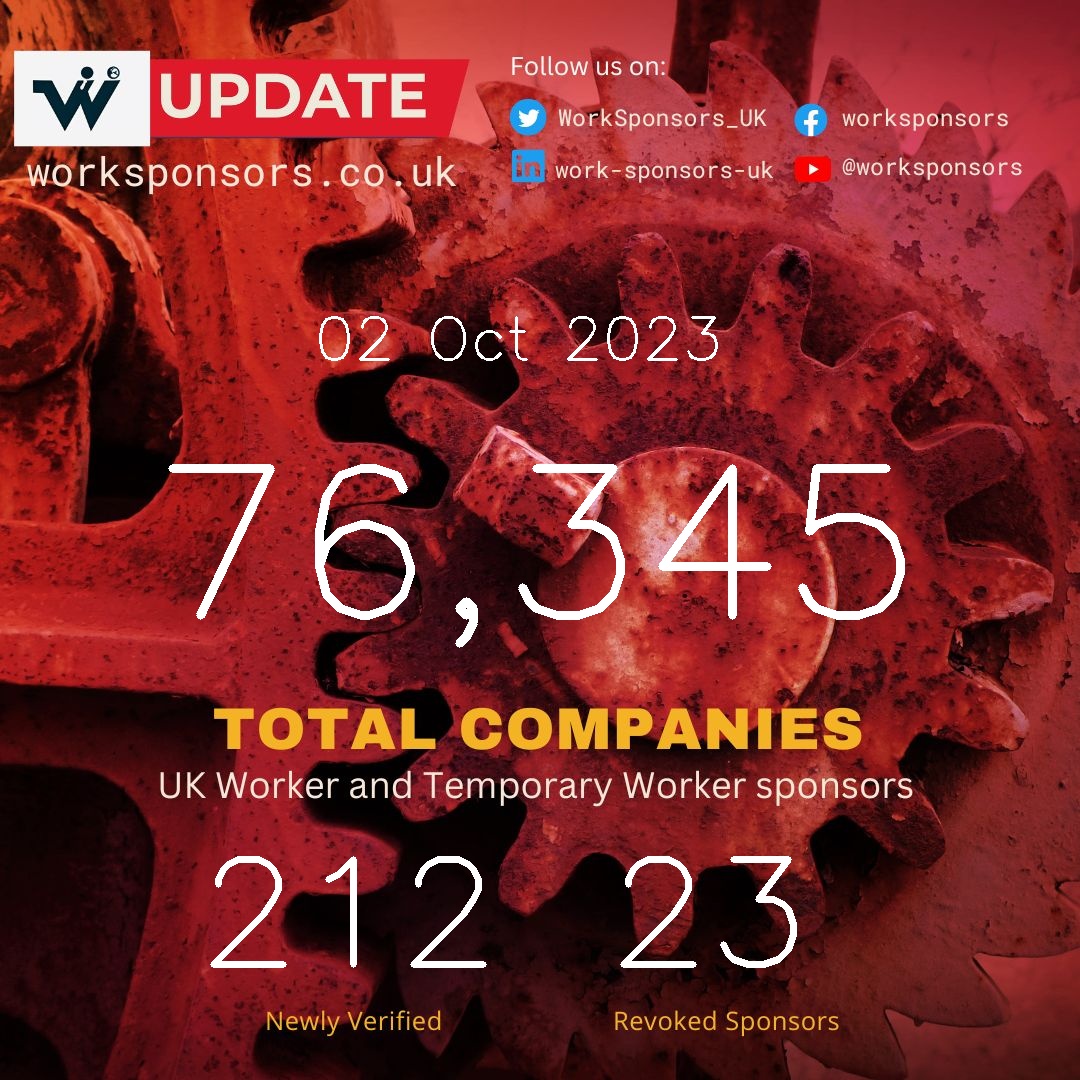 UPDATE
worksponsors.co.uk
Follow us on:
WorkSponsors_UK
worksponsors
work-sponsors-uk
@worksponsors
02 Oct 2023
76,345
TOTAL COMPANIES
UK Worker and Temporary Worker sponsors
212 23
Newly Verified
Revoked Sponsors